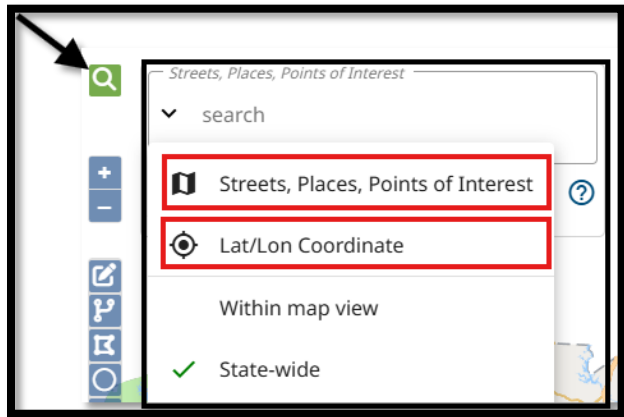 Streets, Places, Points of Interest
search
Streets, Places, Points of Interest
Lat/Lon Coordinate
Within map view
State-wide